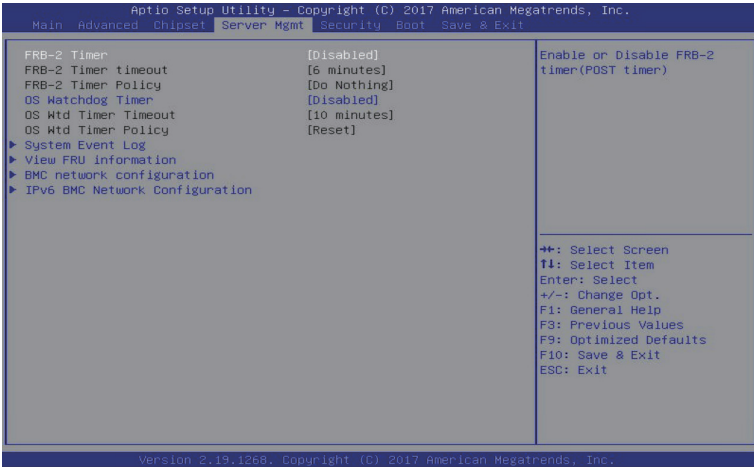 Aptio Setup Utility – Copyright (C) 2017 American Megatrends, Inc.
Main Advanced Chipset Server Mgmt Security Boot Save & Exit
FRB-2 Timer [Disabled]
FRB-2 Timer timeout [6 minutes]
FRB-2 Timer Policy [Do Nothing]
OS Watchdog Timer [Disabled]
OS Wtd Timer Timeout [10 minutes]
OS Wtd Timer Policy [Reset]
▶ System Event Log
▶ View FRU information
▶ BMC network configuration
▶ IPv6 BMC Network Configuration
Enable or Disable FRB-2
timer(POST timer)
→←: Select Screen
↑↓: Select Item
Enter: Select
+/-: Change Opt.
F1: General Help
F3: Previous Values
F9: Optimized Defaults
F10: Save & Exit
ESC: Exit
Version 2.19.1268. Copyright (C) 2017 American Megatrends, Inc.